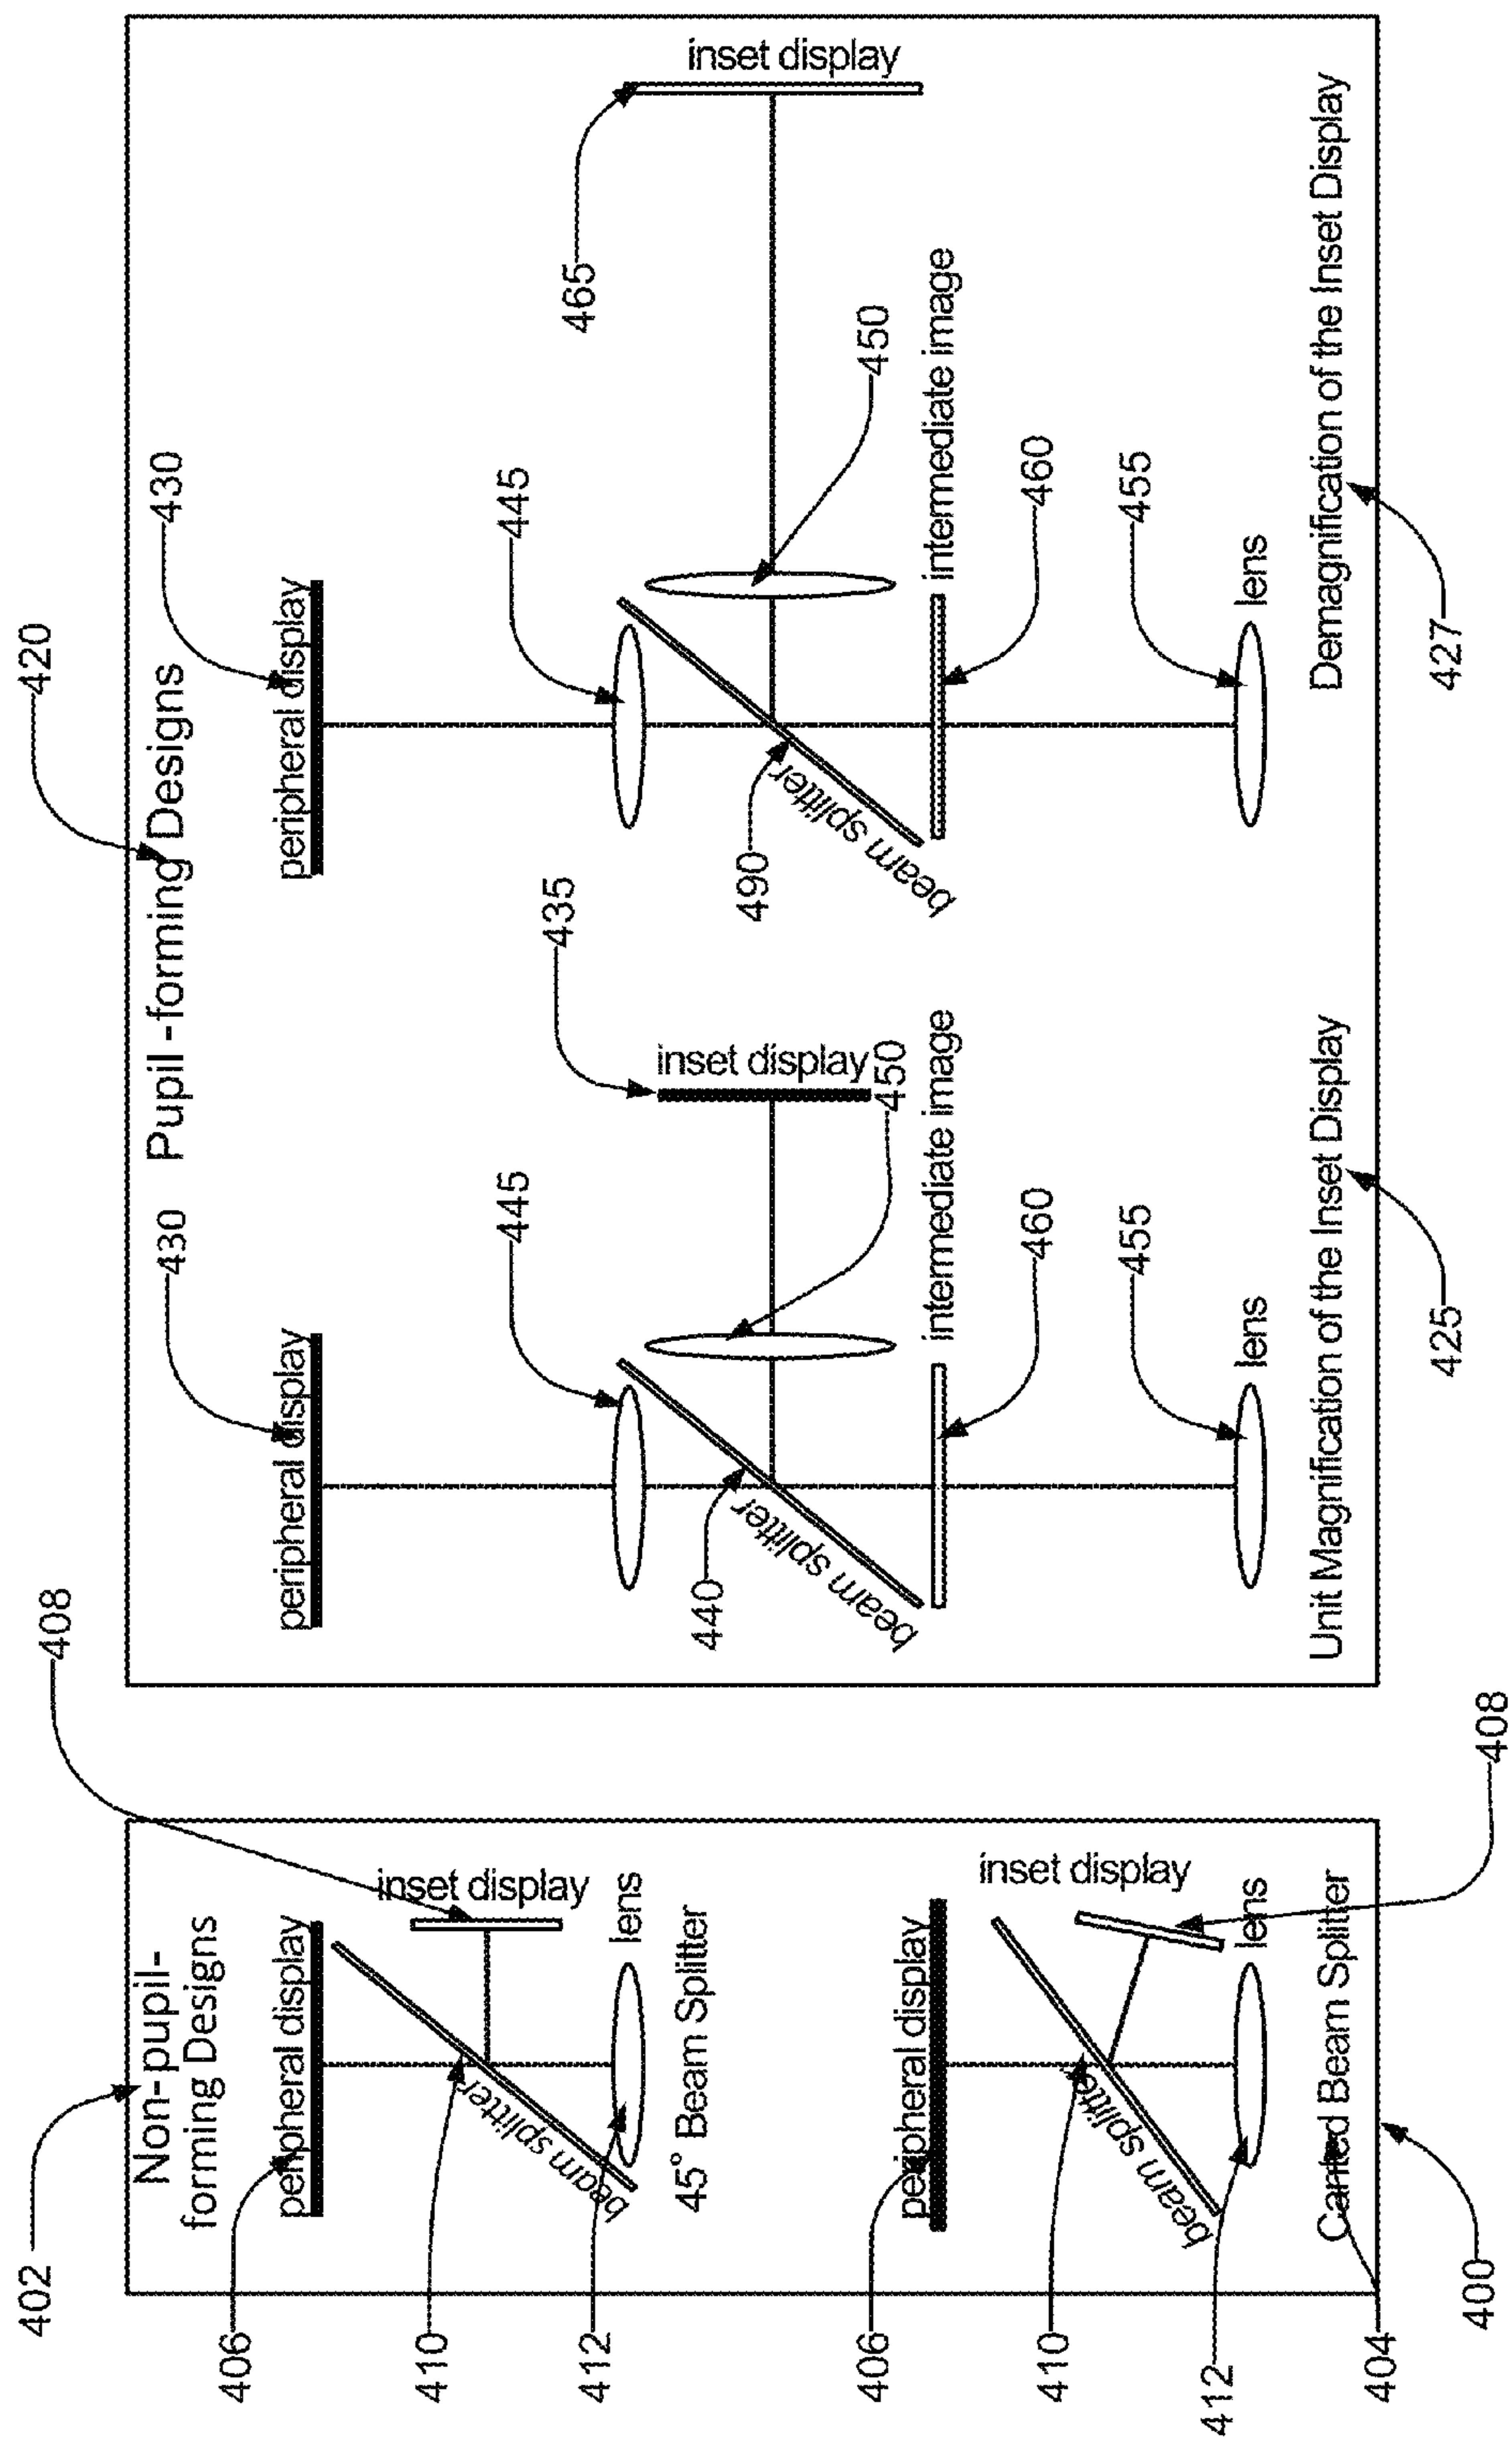 402
Non-pupil-
forming Designs
406
peripheral display
408
inset display
410
beam splitter
412
lens
45° Beam Splitter
406
peripheral display
inset display
408
410
beam splitter
412
lens
Canted Beam Splitter
404
400
420
Pupil-forming Designs
430
peripheral display
445
435
inset display
450
440
beam splitter
intermediate image
460
455
lens
Unit Magnification of the Inset Display
425
430
peripheral display
445
465
inset display
450
490
beam splitter
intermediate image
460
455
lens
Demagnification of the Inset Display
427